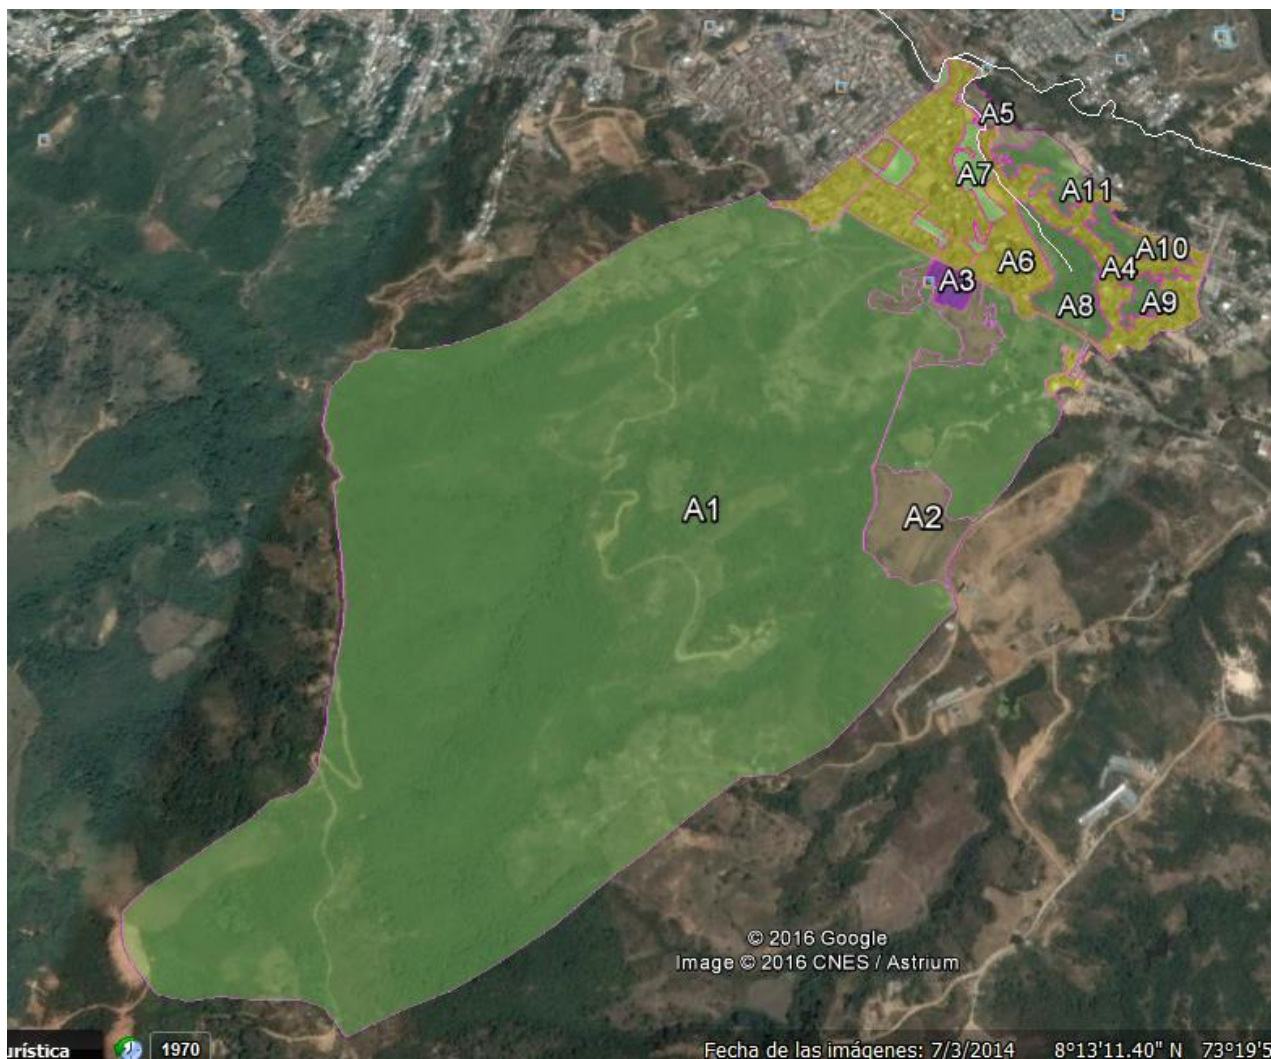 A5
A7
A11
A10
A6
A4
A3
A8
A9
A1
A2
© 2016 Google
Image © 2016 CNES / Astrium
urística
1970
Fecha de las imágenes: 7/3/2014
8°13'11.40" N
73°19'5